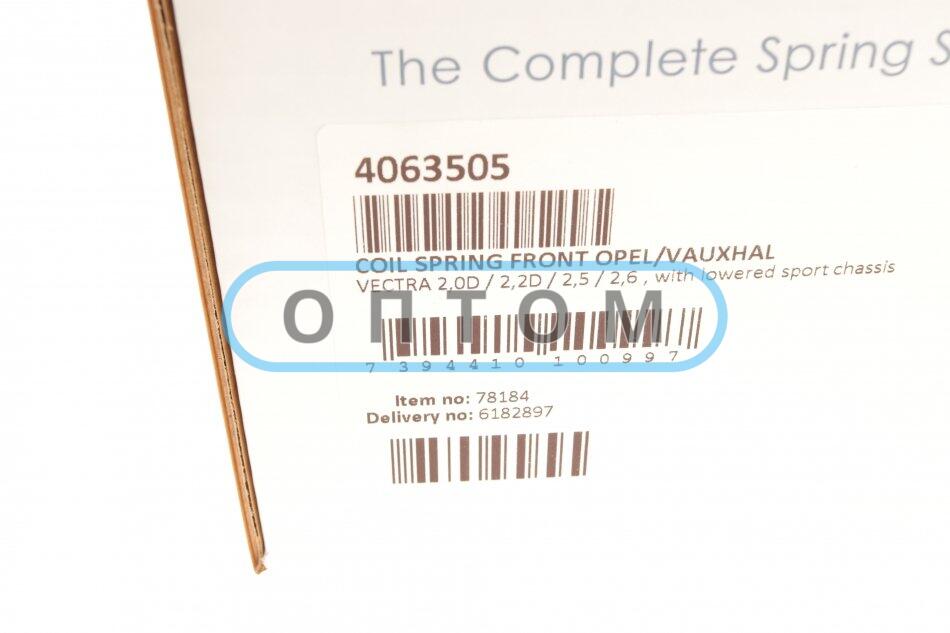 The Complete Spring S
4063505
COIL SPRING FRONT OPEL/VAUXHAL
VECTRA 2,0D / 2,2D / 2,5 / 2,6 , with lowered sport chassis
ОПТОМ
7 394410 100997
Item no: 78184
Delivery no: 6182897